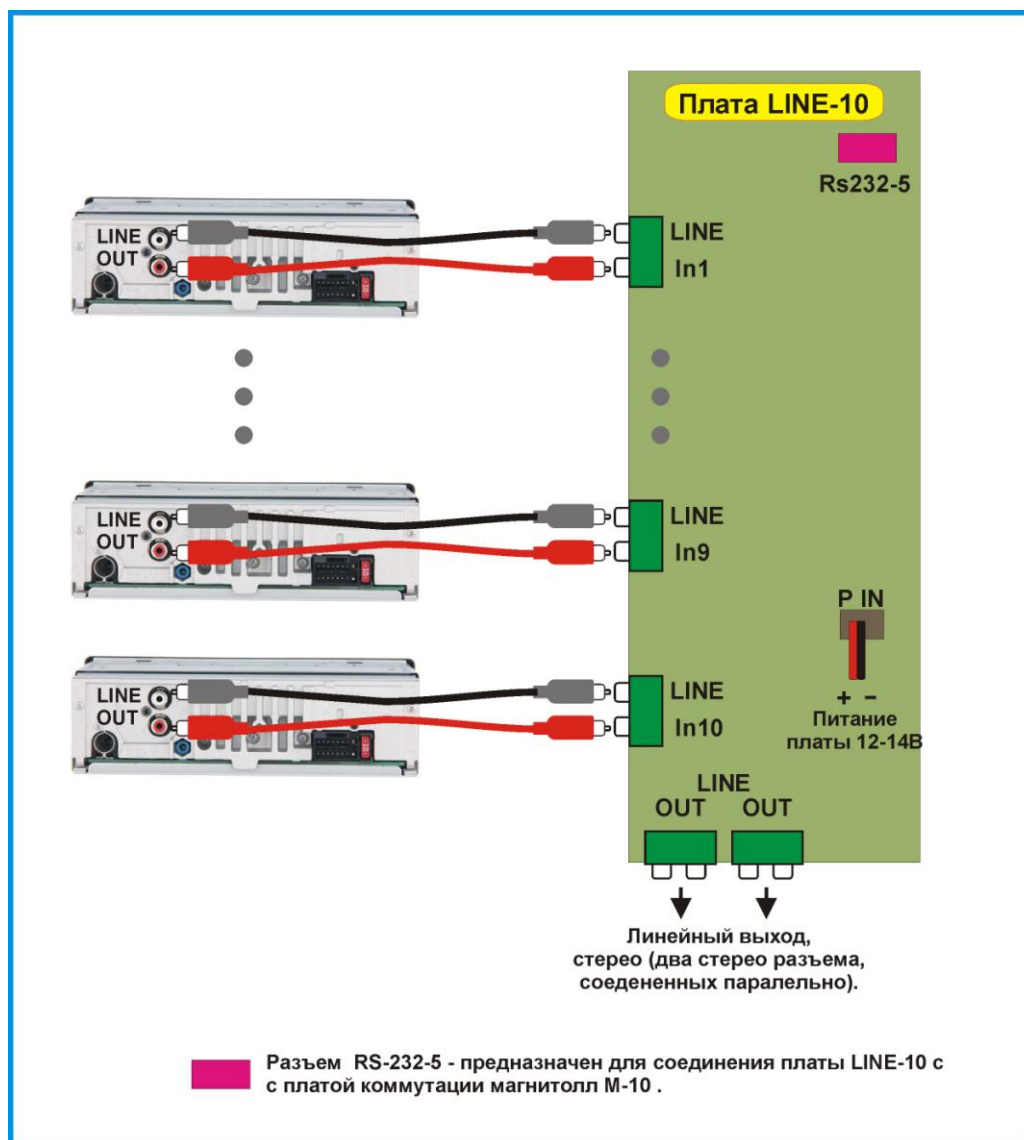 Плата LINE-10
Rs232-5
LINE
OUT
LINE
In1
LINE
OUT
LINE
In9
P IN
LINE
OUT
LINE
In10
+ –
Питание
платы 12-14В
LINE
OUT OUT
Линейный выход,
стерео (два стерео разъема,
соедененных паралельно).
Разъем RS-232-5 - предназначен для соединения платы LINE-10 с
с платой коммутации магнитолл М-10 .